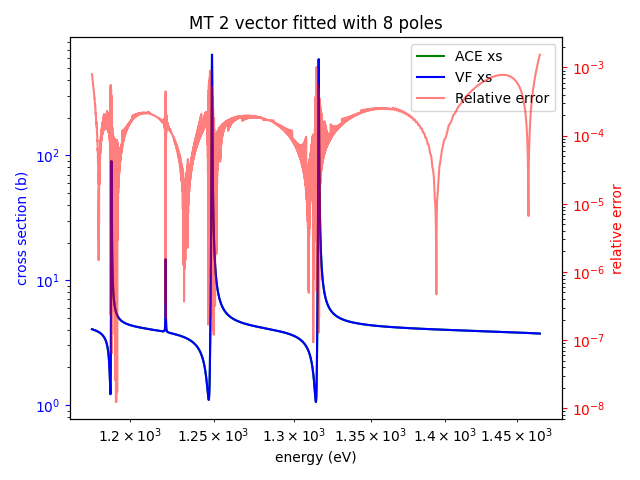 MT 2 vector fitted with 8 poles
ACE xs
VF xs
Relative error
cross section (b)
10²
10¹
10⁰
10⁻³
10⁻⁴
10⁻⁵
10⁻⁶
10⁻⁷
10⁻⁸
relative error
1.2 × 10³ 1.25 × 10³ 1.3 × 10³ 1.35 × 10³ 1.4 × 10³ 1.45 × 10³
energy (eV)